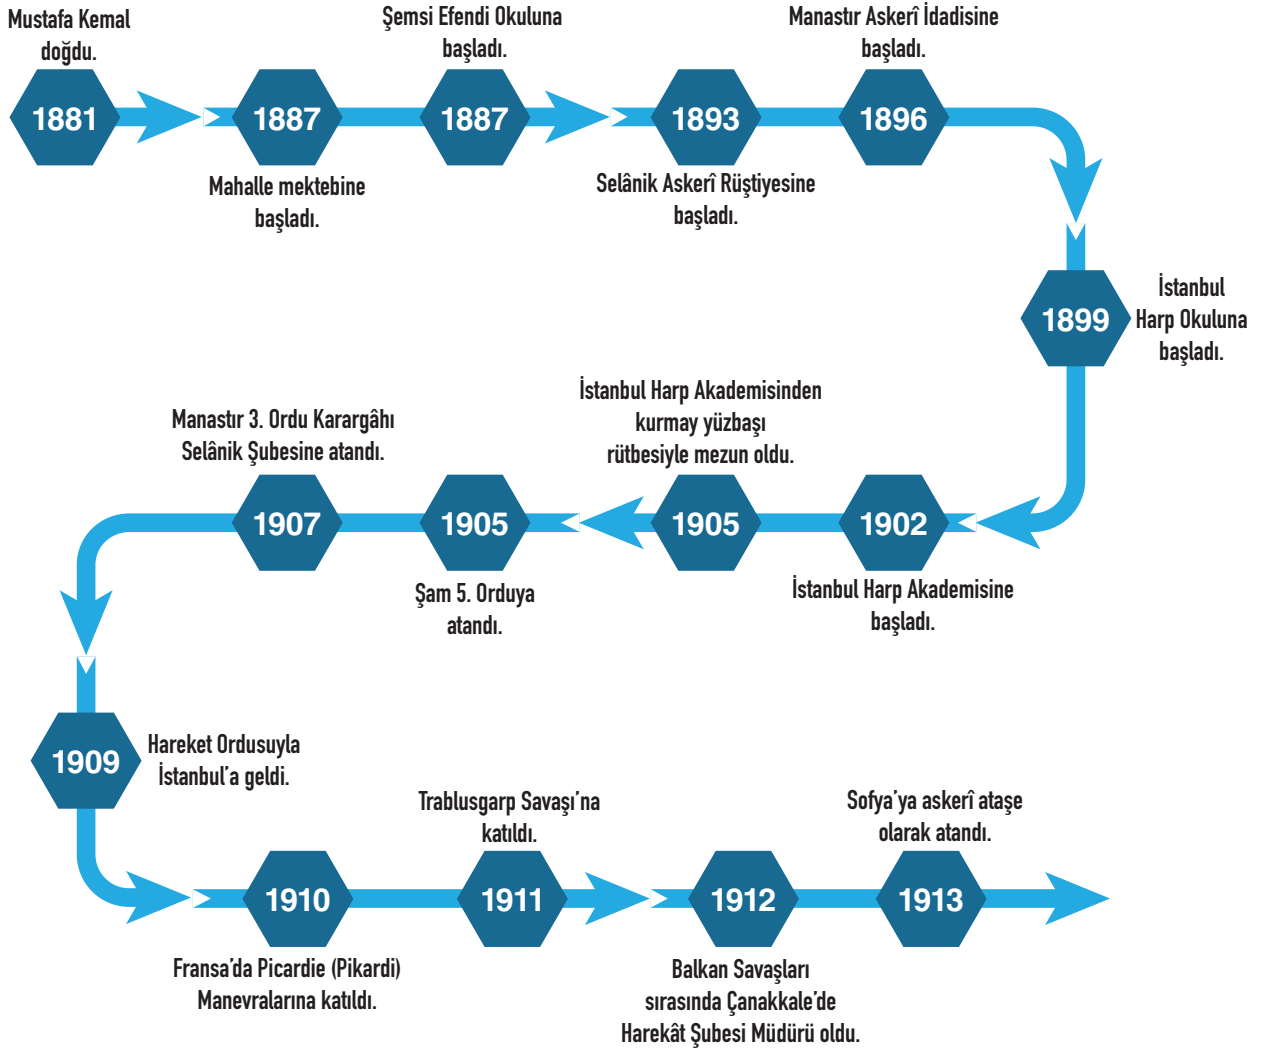 Mustafa Kemal
doğdu.
1881
1887
Mahalle mektebine
başladı.
Şemsi Efendi Okuluna
başladı.
1887
1893
Selânik Askerî Rüştiyesine
başladı.
Manastır Askerî İdadisine
başladı.
1896
1899
İstanbul
Harp Okuluna
başladı.
1902
İstanbul Harp Akademisine
başladı.
İstanbul Harp Akademisinden
kurmay yüzbaşı
rütbesiyle mezun oldu.
1905
1905
Şam 5. Orduya
atandı.
Manastır 3. Ordu Karargâhı
Selânik Şubesine atandı.
1907
1909
Hareket Ordusuyla
İstanbul'a geldi.
1910
Fransa'da Picardie (Pikardi)
Manevralarına katıldı.
Trablusgarp Savaşı'na
katıldı.
1911
1912
Balkan Savaşları
sırasında Çanakkale'de
Harekât Şubesi Müdürü oldu.
Sofya'ya askerî ataşe
olarak atandı.
1913